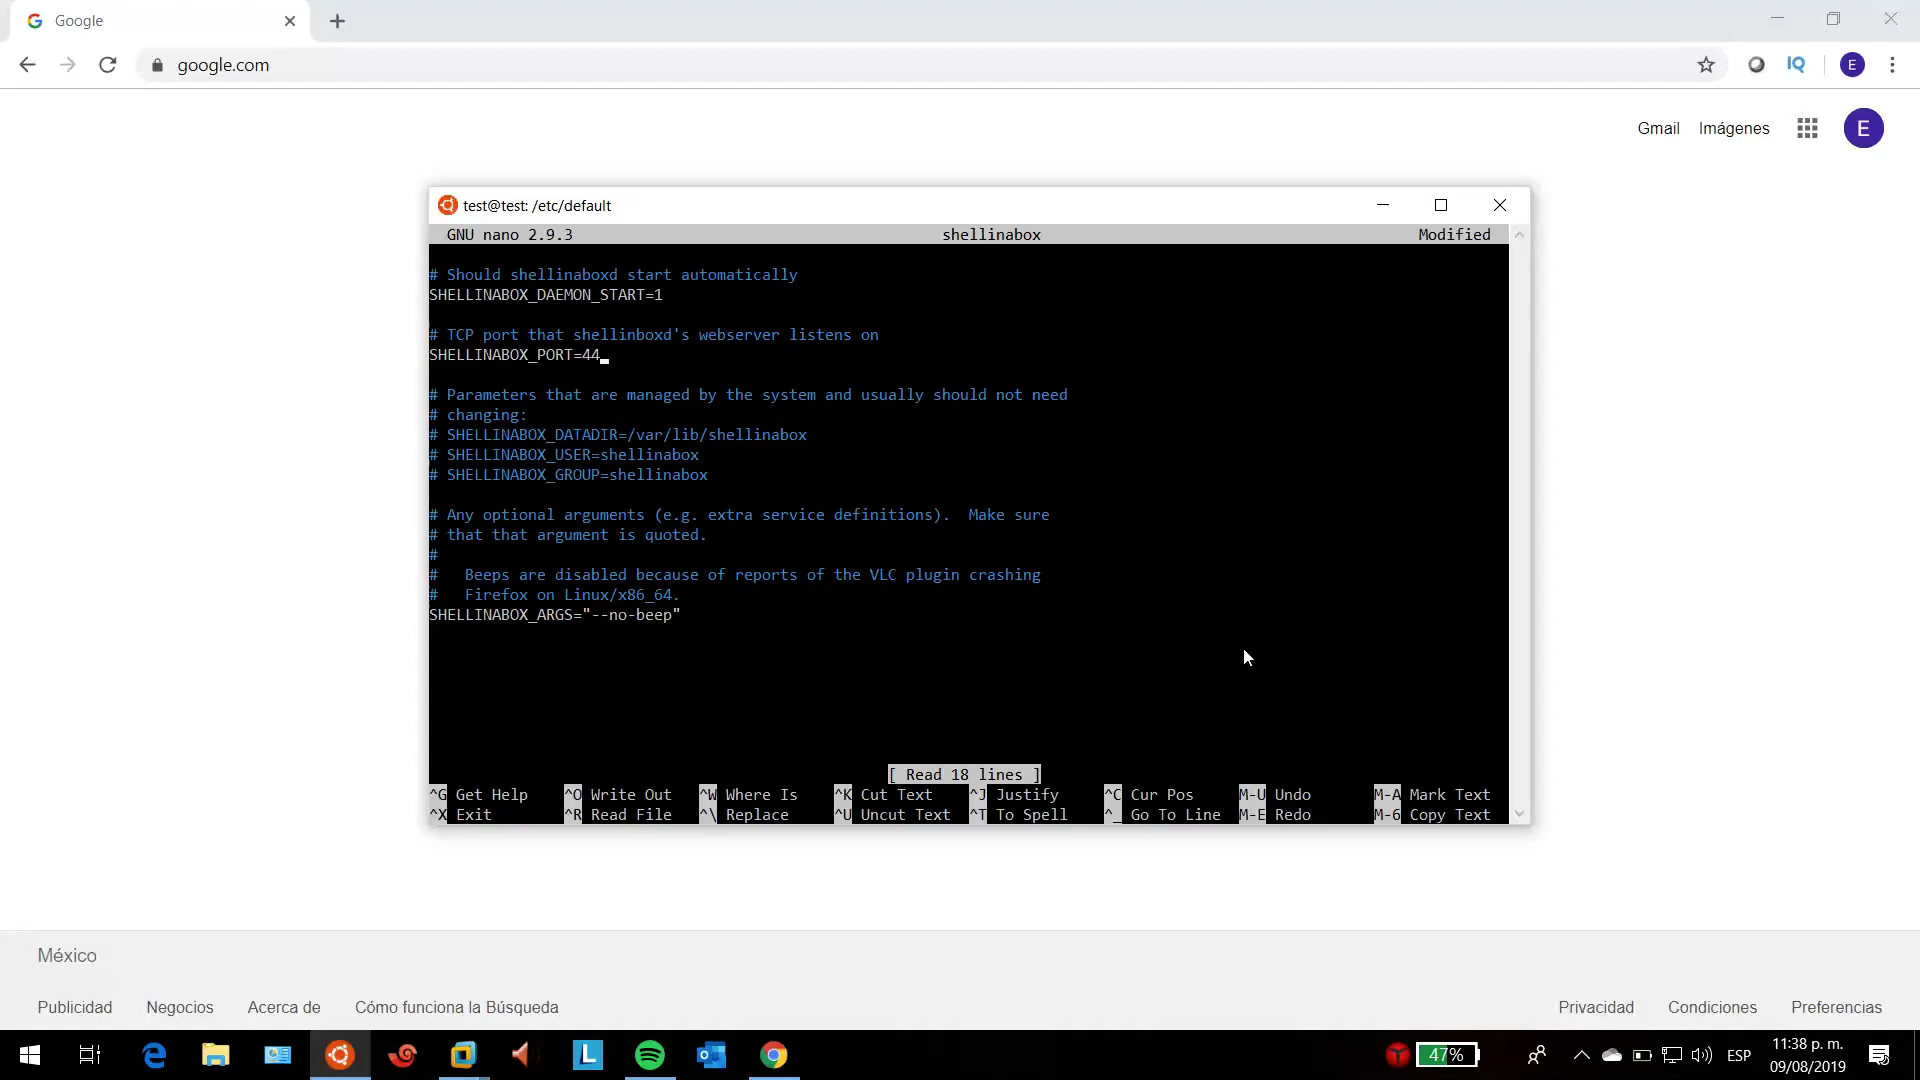 Google
google.com
IQ
E
Gmail
Imágenes
E
test@test: /etc/default
GNU nano 2.9.3 shellinabox Modified
# Should shellinaboxd start automatically
SHELLINABOX_DAEMON_START=1
# TCP port that shellinboxd's webserver listens on
SHELLINABOX_PORT=44
# Parameters that are managed by the system and usually should not need
# changing:
# SHELLINABOX_DATADIR=/var/lib/shellinabox
# SHELLINABOX_USER=shellinabox
# SHELLINABOX_GROUP=shellinabox
# Any optional arguments (e.g. extra service definitions).  Make sure
# that that argument is quoted.
#
#   Beeps are disabled because of reports of the VLC plugin crashing
#   Firefox on Linux/x86_64.
SHELLINABOX_ARGS="--no-beep"
[ Read 18 lines ]
^G Get Help ^O Write Out ^W Where Is ^K Cut Text ^J Justify ^C Cur Pos M-U Undo M-A Mark Text
^X Exit ^R Read File ^\ Replace ^U Uncut Text ^T To Spell ^_ Go To Line M-E Redo M-6 Copy Text
México
Publicidad Negocios Acerca de Cómo funciona la Búsqueda Privacidad Condiciones Preferencias
L
47%
ESP
11:38 p. m.
09/08/2019